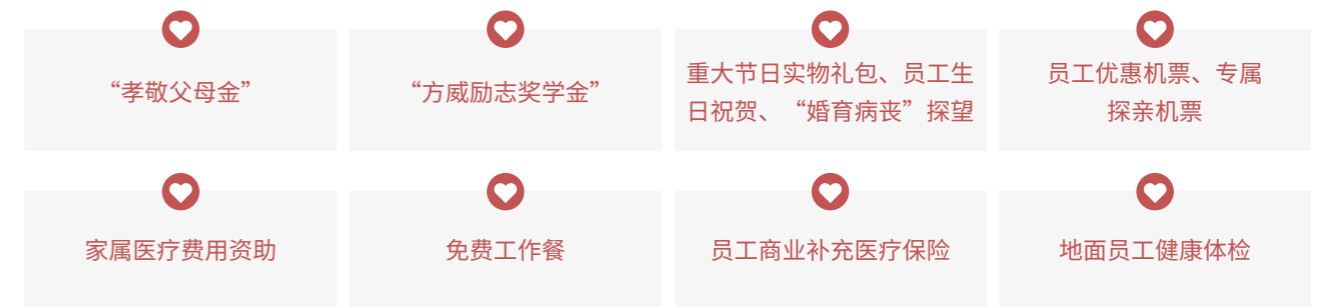 “孝敬父母金”
“方威励志奖学金”
重大节日实物礼包、员工生
日祝贺、“婚育病丧”探望
员工优惠机票、专属
探亲机票
家属医疗费用资助
免费工作餐
员工商业补充医疗保险
地面员工健康体检